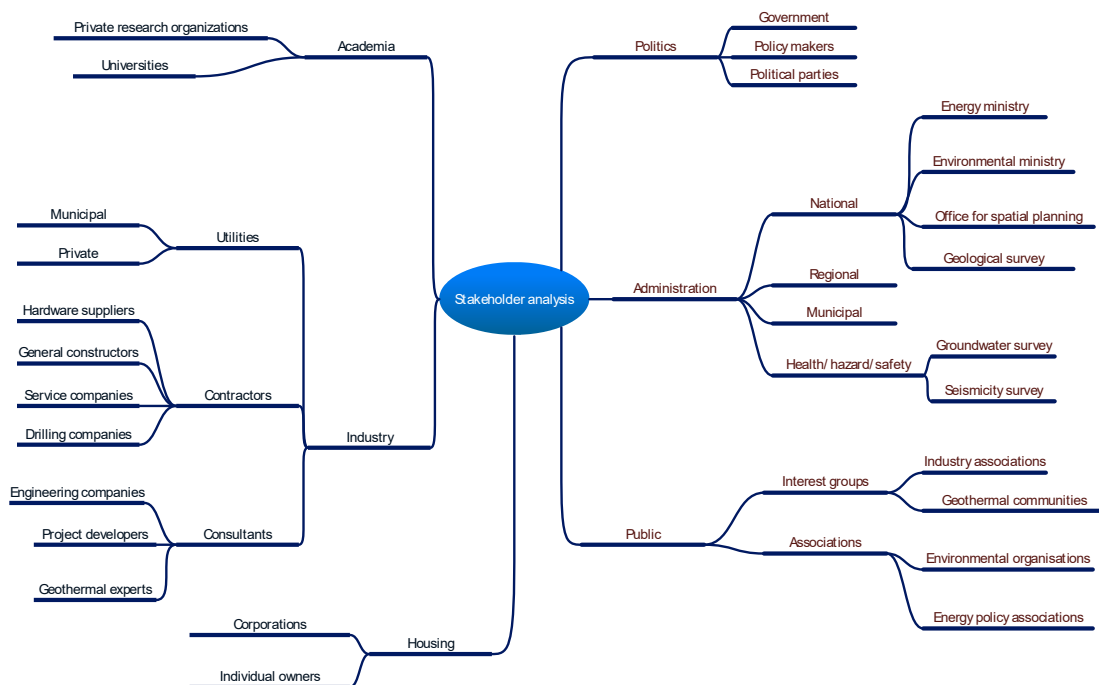 Private research organizations
Universities
Academia
Municipal
Private
Utilities
Hardware suppliers
General constructors
Service companies
Drilling companies
Contractors
Industry
Engineering companies
Project developers
Geothermal experts
Consultants
Corporations
Individual owners
Housing
Stakeholder analysis
Politics
Government
Policy makers
Political parties
Administration
National
Energy ministry
Environmental ministry
Office for spatial planning
Geological survey
Regional
Municipal
Health/ hazard/ safety
Groundwater survey
Seismicity survey
Public
Interest groups
Industry associations
Geothermal communities
Associations
Environmental organisations
Energy policy associations